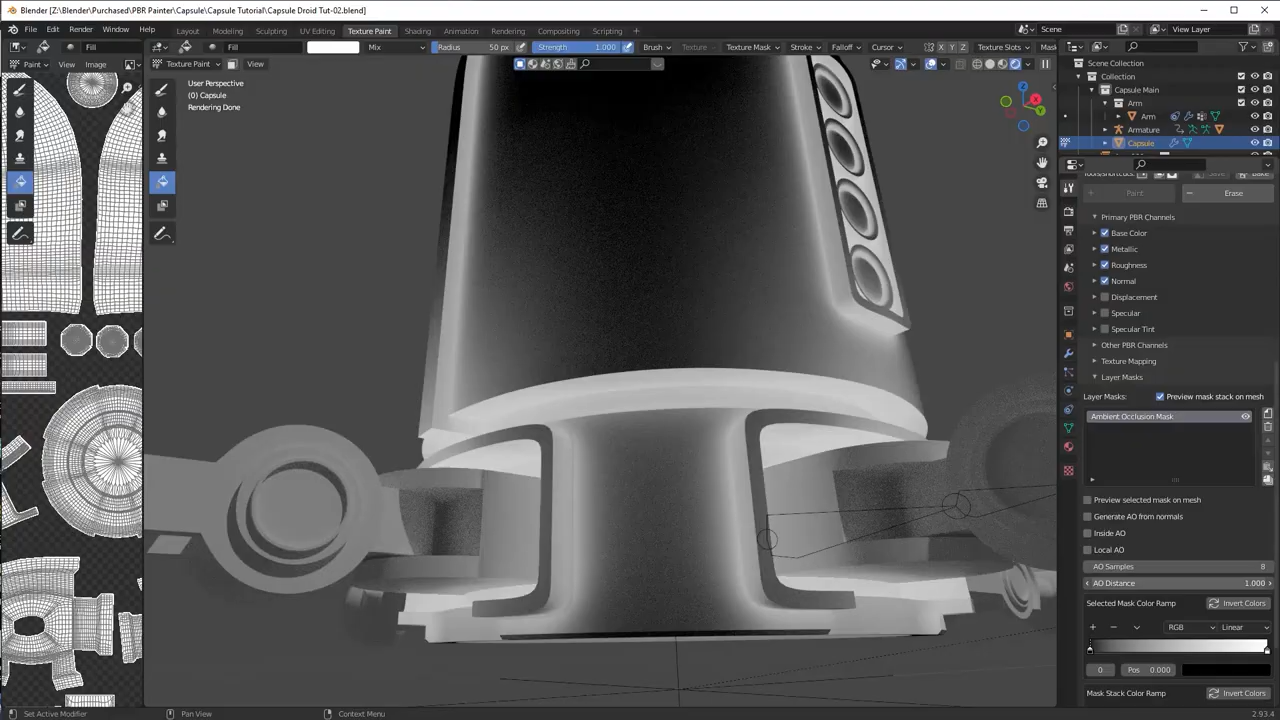 Blender [Z:\Purchased\PBR Painter\Capsule\Capsule Tutorial\Capsule Droid Tut-02.blend]
File Edit Render Window Help Layout Modeling Sculpting UV Editing Texture Paint Shading Animation Rendering Compositing Scripting + Scene View Layer
Fill Fill Mix Radius 50 px Strength 1.000 Brush Texture Texture Mask Stroke Falloff Cursor X Y Z Texture Slots Mask
Paint View Image Texture Paint View
Scene Collection
Collection
Capsule Main
Arm
Arm
Armature
Capsule
User Perspective
(0) Capsule
Rendering Done
Paint Erase
Primary PBR Channels
Base Color
Metallic
Roughness
Normal
Displacement
Specular
Specular Tint
Other PBR Channels
Texture Mapping
Layer Masks
Layer Masks: Preview mask stack on mesh
Ambient Occlusion Mask
Preview selected mask on mesh
Generate AO from normals
Inside AO
Local AO
AO Samples 8
AO Distance 1.000
Selected Mask Color Ramp Invert Colors
RGB Linear
0 Pos 0.000
Mask Stack Color Ramp Invert Colors
Set Active Modifier Pan View Context Menu 2.93.4